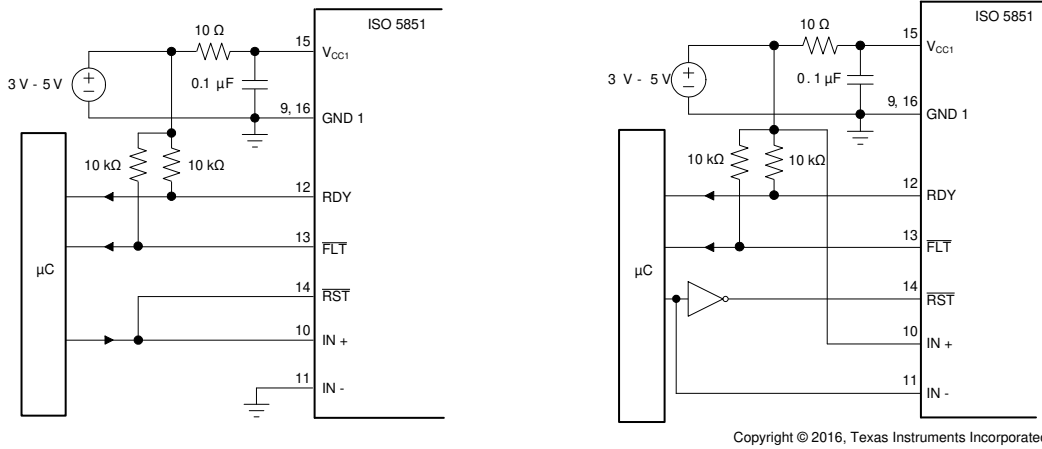 ISO 5851
10 Ω
15
V_CC1
3 V - 5 V
0.1 µF
9, 16
GND 1
10 kΩ
10 kΩ
12
RDY
13
FLT
µC
14
RST
10
IN +
11
IN -
ISO 5851
10 Ω
15
V_CC1
3 V - 5 V
0.1 µF
9, 16
GND 1
10 kΩ
10 kΩ
12
RDY
13
FLT
µC
14
RST
10
IN +
11
IN -
Copyright © 2016, Texas Instruments Incorporated